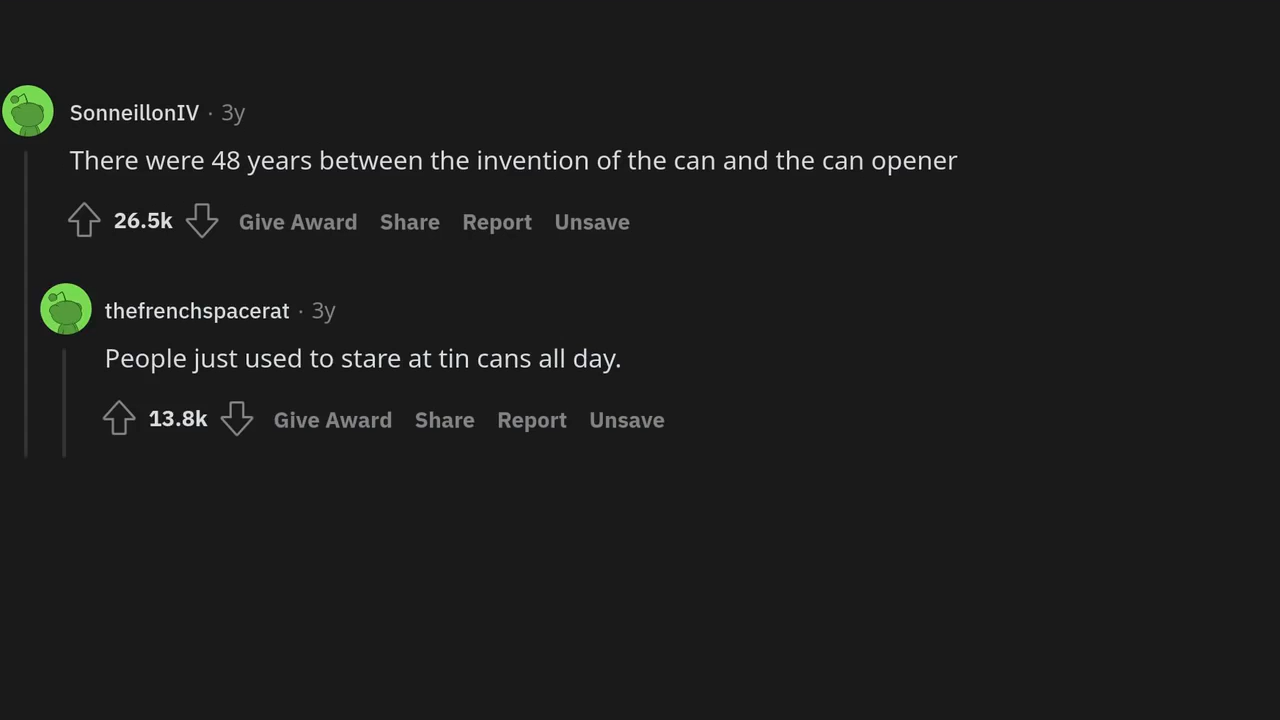 SonneillonIV · 3y
There were 48 years between the invention of the can and the can opener
26.5k Give Award Share Report Unsave
thefrenchspacerat · 3y
People just used to stare at tin cans all day.
13.8k Give Award Share Report Unsave